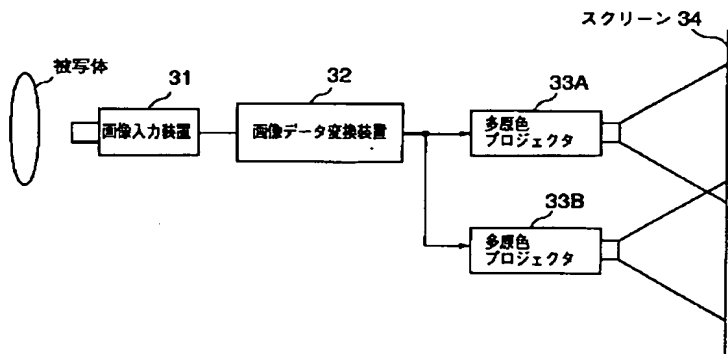 スクリーン 34
被写体
31
画像入力装置
32
画像データ変換装置
33A
多原色
プロジェクタ
33B
多原色
プロジェクタ